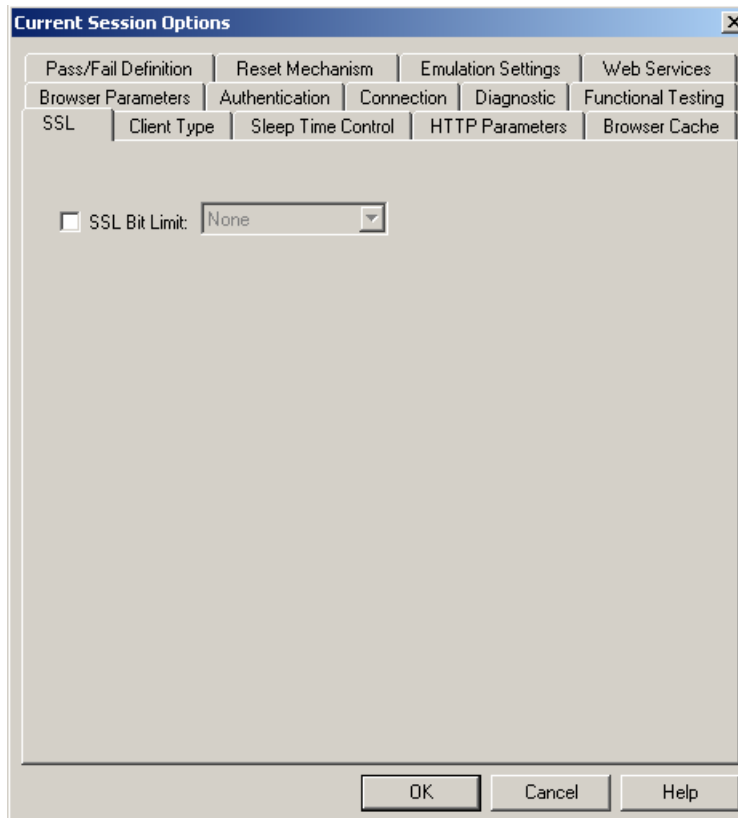 Current Session Options
Pass/Fail Definition Reset Mechanism Emulation Settings Web Services
Browser Parameters Authentication Connection Diagnostic Functional Testing
SSL Client Type Sleep Time Control HTTP Parameters Browser Cache
SSL Bit Limit: None
OK Cancel Help